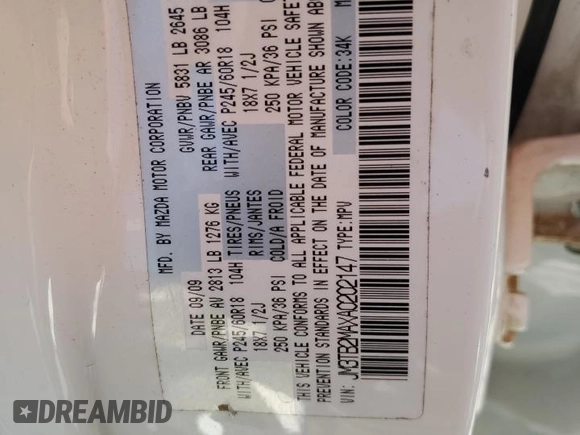 MFD. BY MAZDA MOTOR CORPORATION
DATE 09/09 GVWR/PNBV 5831 LB 2645
FRONT GAWR/PNBE AV 2813 LB 1276 KG REAR GAWR/PNBE AR 3086 LB
WITH/AVEC P245/60R18 104H TIRES/PNEUS WITH/AVEC P245/60R18 104H
18X7 1/2J RIMS/JANTES 18X7 1/2J
250 KPA/36 PSI COLD/A FROID 250 KPA/36 PSI
THIS VEHICLE CONFORMS TO ALL APPLICABLE FEDERAL MOTOR VEHICLE SAFE
PREVENTION STANDARDS IN EFFECT ON THE DATE OF MANUFACTURE SHOWN ABO
VIN: JM3TB2MAXA0202147 TYPE:MPV COLOR CODE:34K
DREAMBID